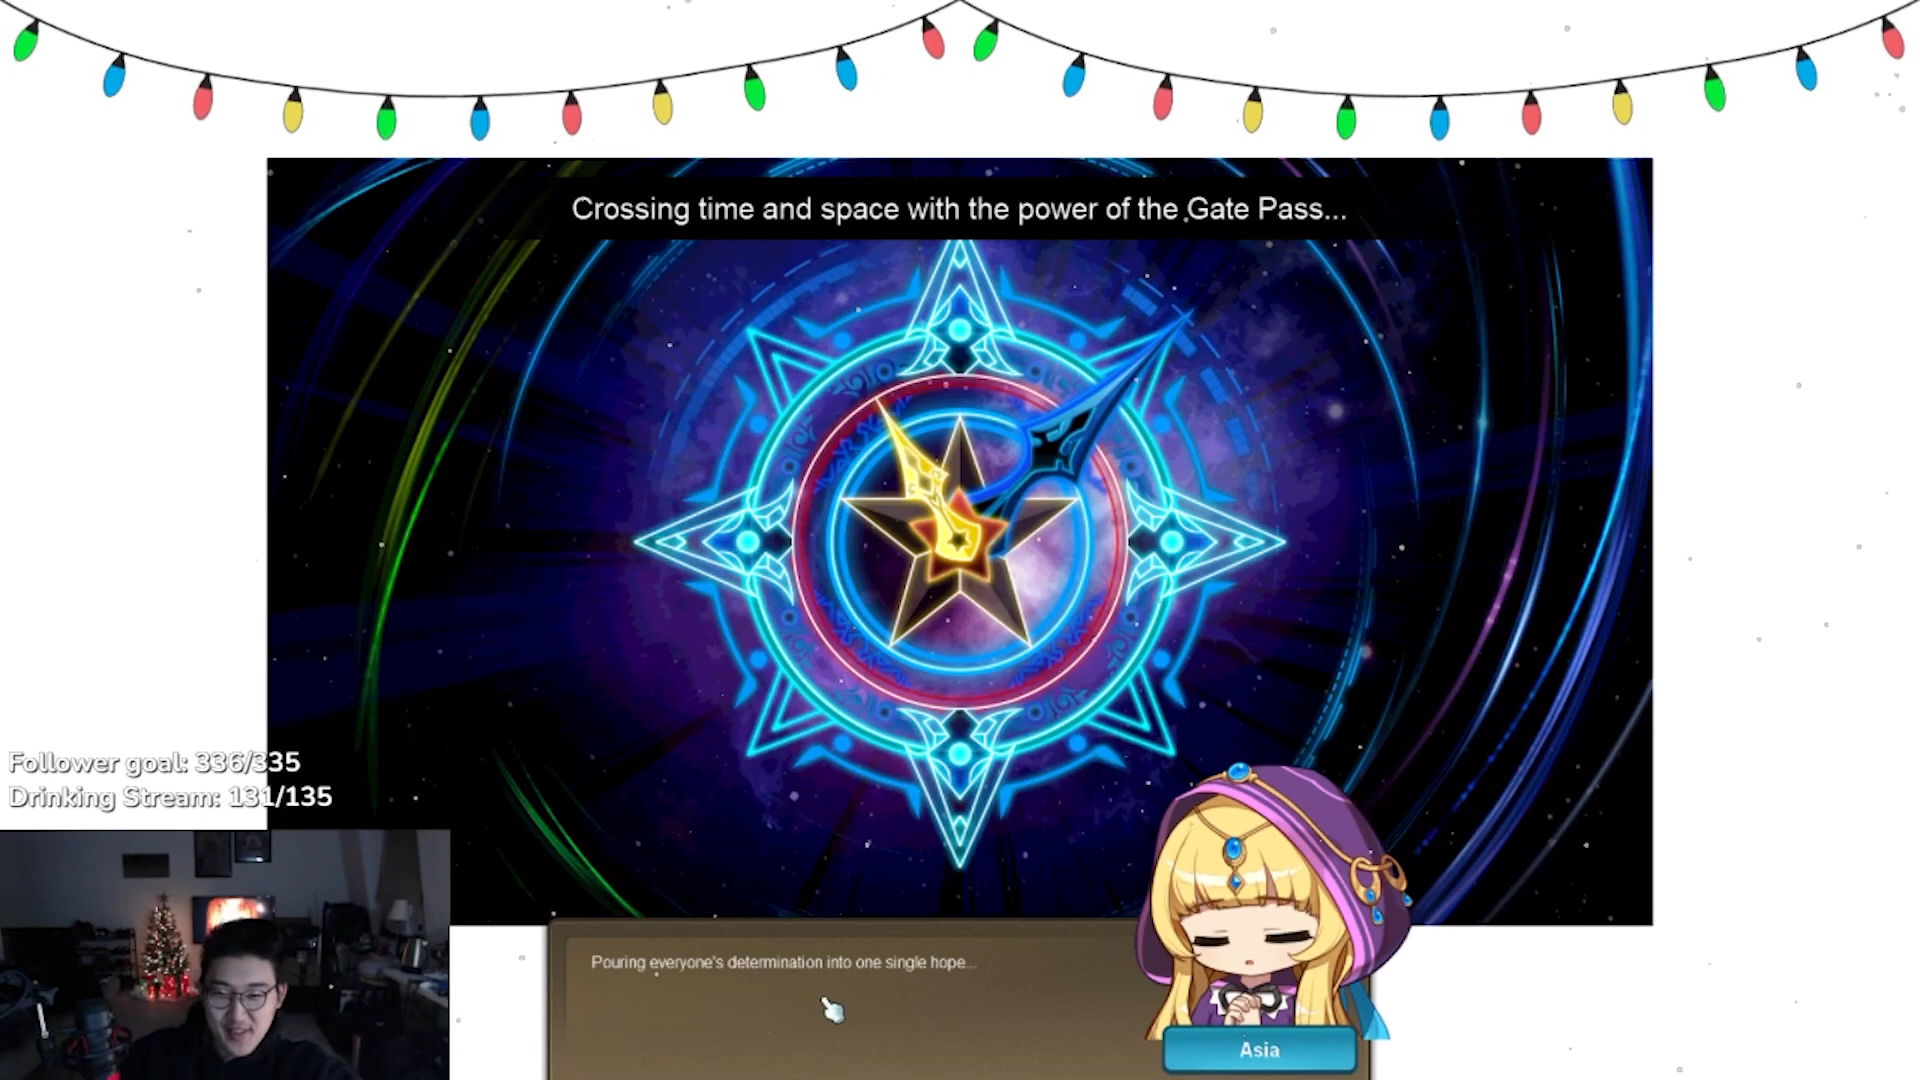 Crossing time and space with the power of the Gate Pass...
Follower goal: 336/335
Drinking Stream: 131/135
Pouring everyone's determination into one single hope...
Asia